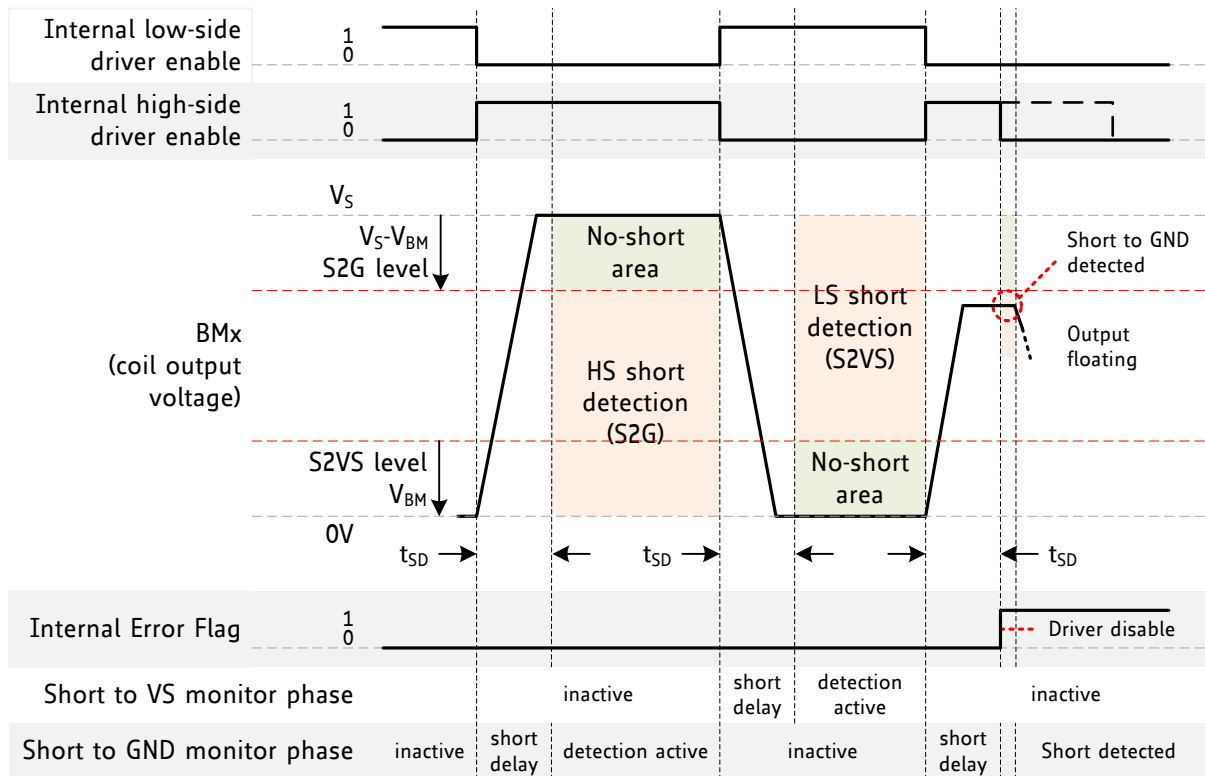 Internal low-side
driver enable
1
0
Internal high-side
driver enable
1
0
VS
VS-VBM
S2G level
No-short
area
Short to GND
detected
LS short
detection
(S2VS)
BMx
(coil output
voltage)
HS short
detection
(S2G)
Output
floating
S2VS level
VBM
No-short
area
0V
tSD
tSD
tSD
Internal Error Flag
1
0
Driver disable
Short to VS monitor phase
inactive
short
delay
detection
active
inactive
Short to GND monitor phase
inactive
short
delay
detection active
inactive
short
delay
Short detected